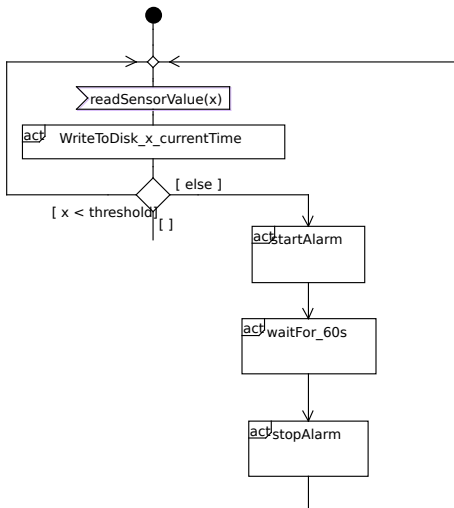 readSensorValue(x)
act WriteToDisk_x_currentTime
[ else ]
[ x < threshold]
[ ]
act startAlarm
act waitFor_60s
act stopAlarm